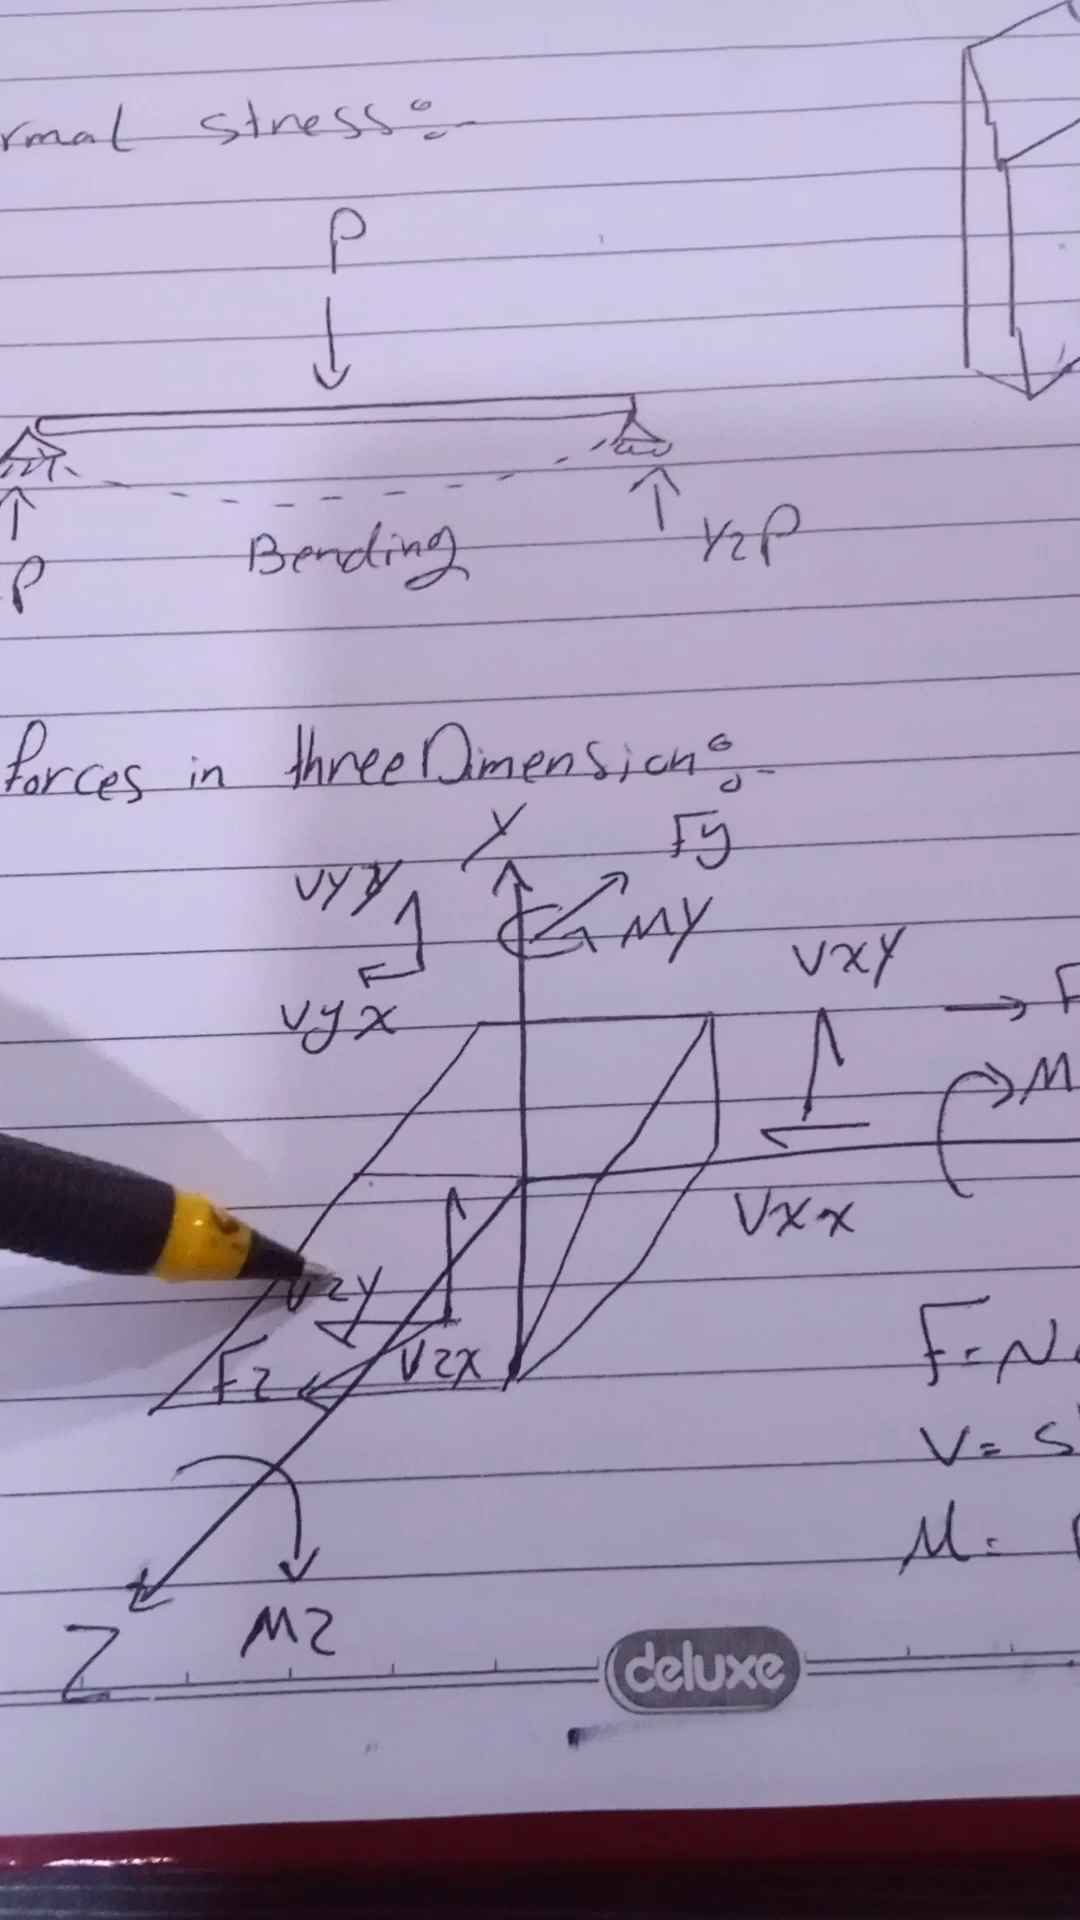 stress:-
P
Bending
P
1/2P
forces in three Dimension:-
Y
Fy
Vyy
MY
VXY
Vyx
F
M
VXX
VZY
VZX
FZ
F=N
V=S
M=
MZ
Z
deluxe